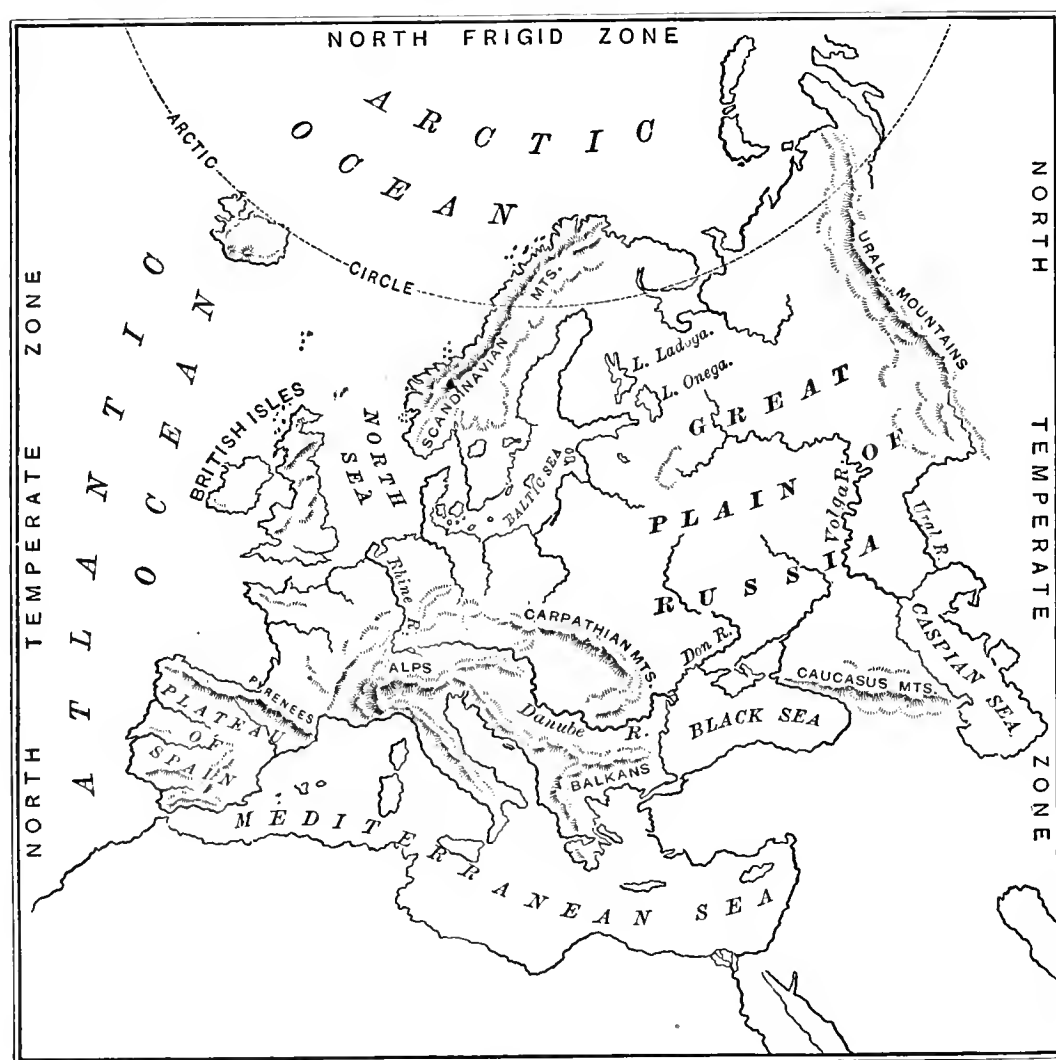 NORTH FRIGID ZONE
ARCTIC
OCEAN
ARCTIC
CIRCLE
NORTH TEMPERATE ZONE
NORTH TEMPERATE ZONE
ATLANTIC
OCEAN
URAL
MOUNTAINS
SCANDINAVIAN
MTS.
L. Ladoga.
L. Onega.
BRITISH ISLES
NORTH
SEA
BALTIC SEA
GREAT
PLAIN OF
RUSSIA
Volga R.
Ural R.
Rhine R.
CARPATHIAN MTS.
Don R.
CASPIAN SEA
ALPS
CAUCASUS MTS.
PYRENEES
PLATEAU
OF
SPAIN
Danube R.
BLACK SEA
BALKANS
MEDITERRANEAN SEA